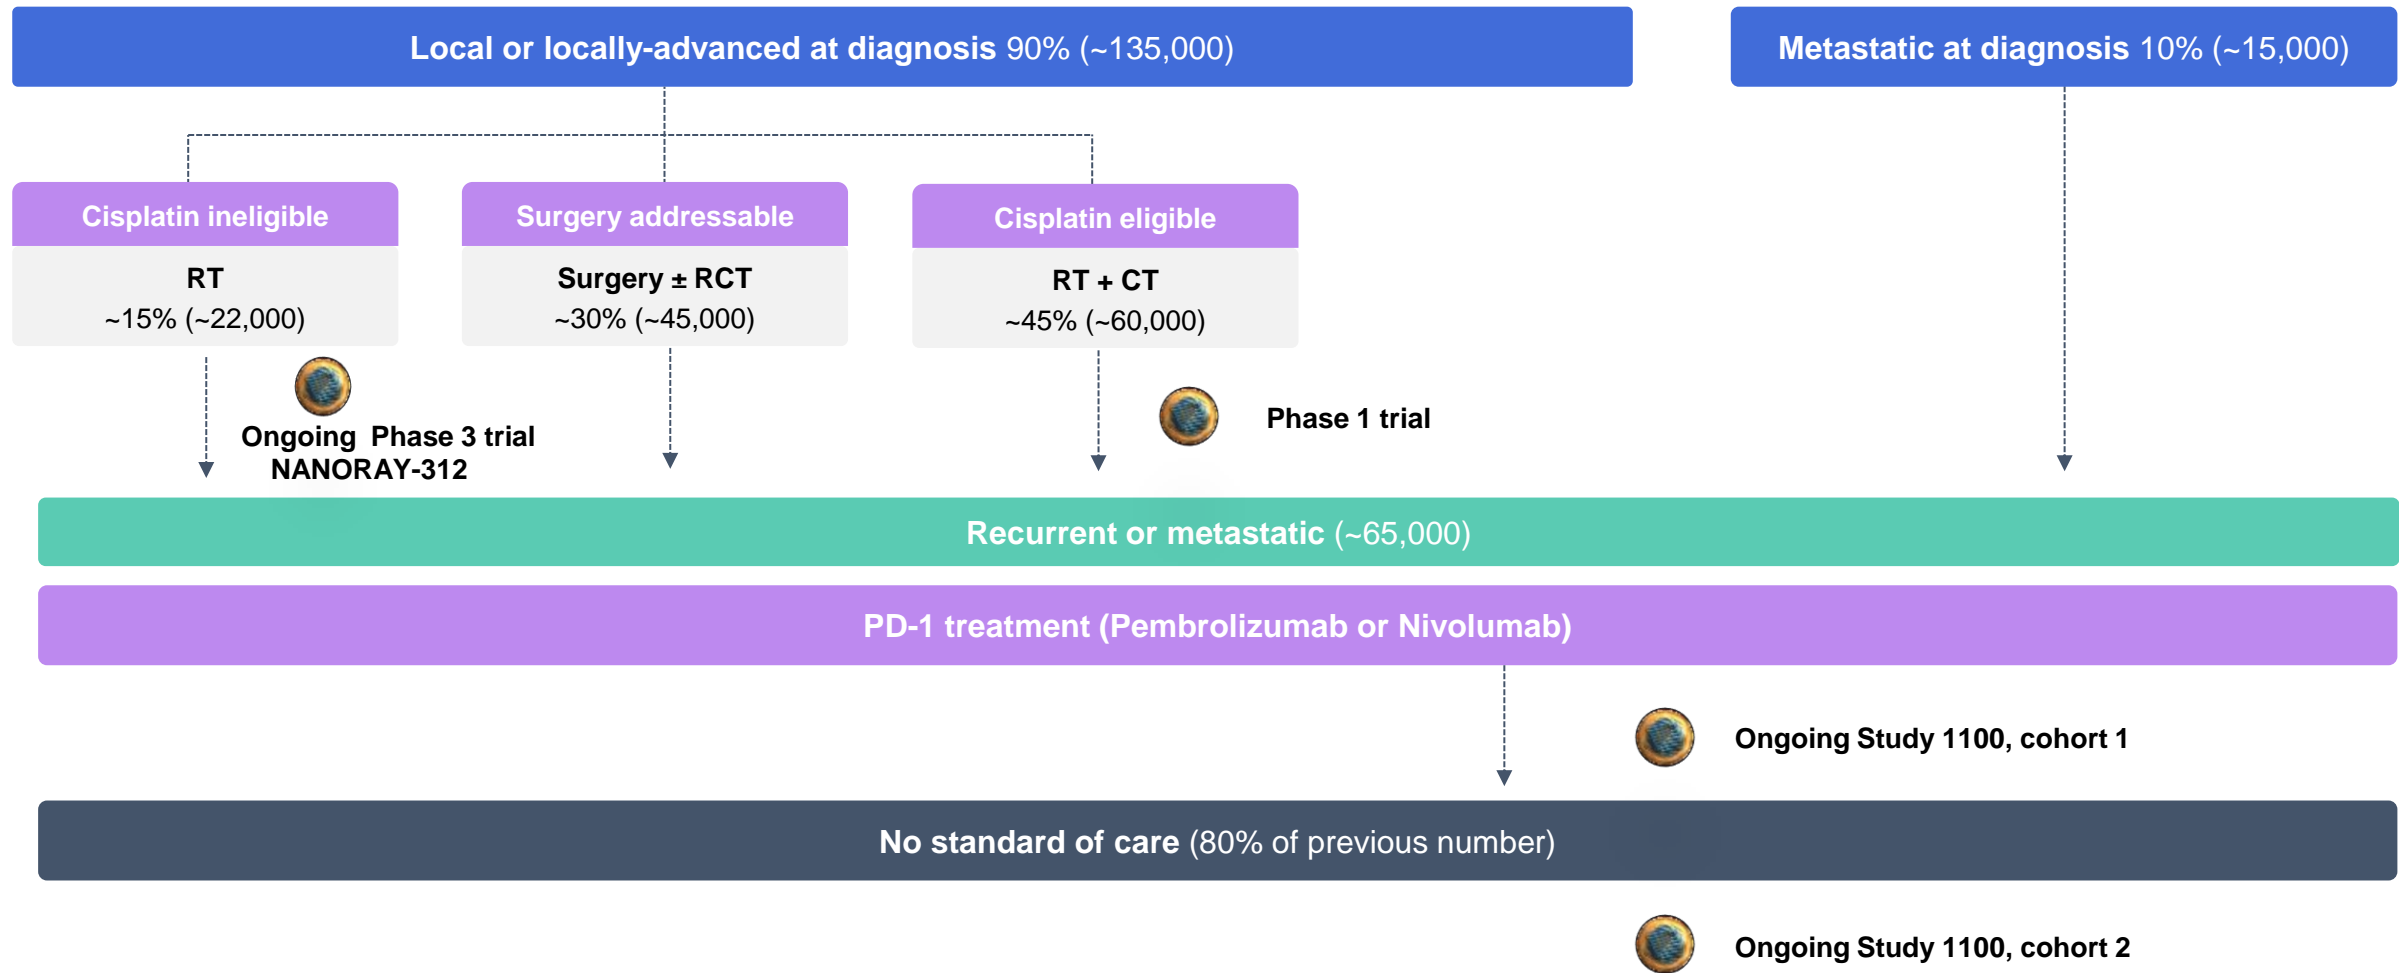 Local or locally-advanced at diagnosis 90% (~135,000)
Metastatic at diagnosis 10% (~15,000)
Cisplatin ineligible
RT
~15% (~22,000)
Surgery addressable
Surgery ± RCT
~30% (~45,000)
Cisplatin eligible
RT + CT
~45% (~60,000)
Ongoing Phase 3 trial
NANORAY-312
Phase 1 trial
Recurrent or metastatic (~65,000)
PD-1 treatment (Pembrolizumab or Nivolumab)
Ongoing Study 1100, cohort 1
No standard of care (80% of previous number)
Ongoing Study 1100, cohort 2